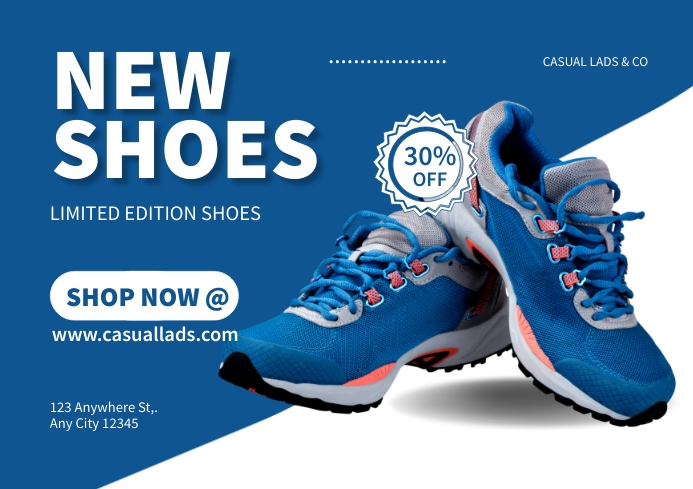 NEW
SHOES
CASUAL LADS & CO
30%
OFF
LIMITED EDITION SHOES
SHOP NOW @
www.casuallads.com
123 Anywhere St,.
Any City 12345